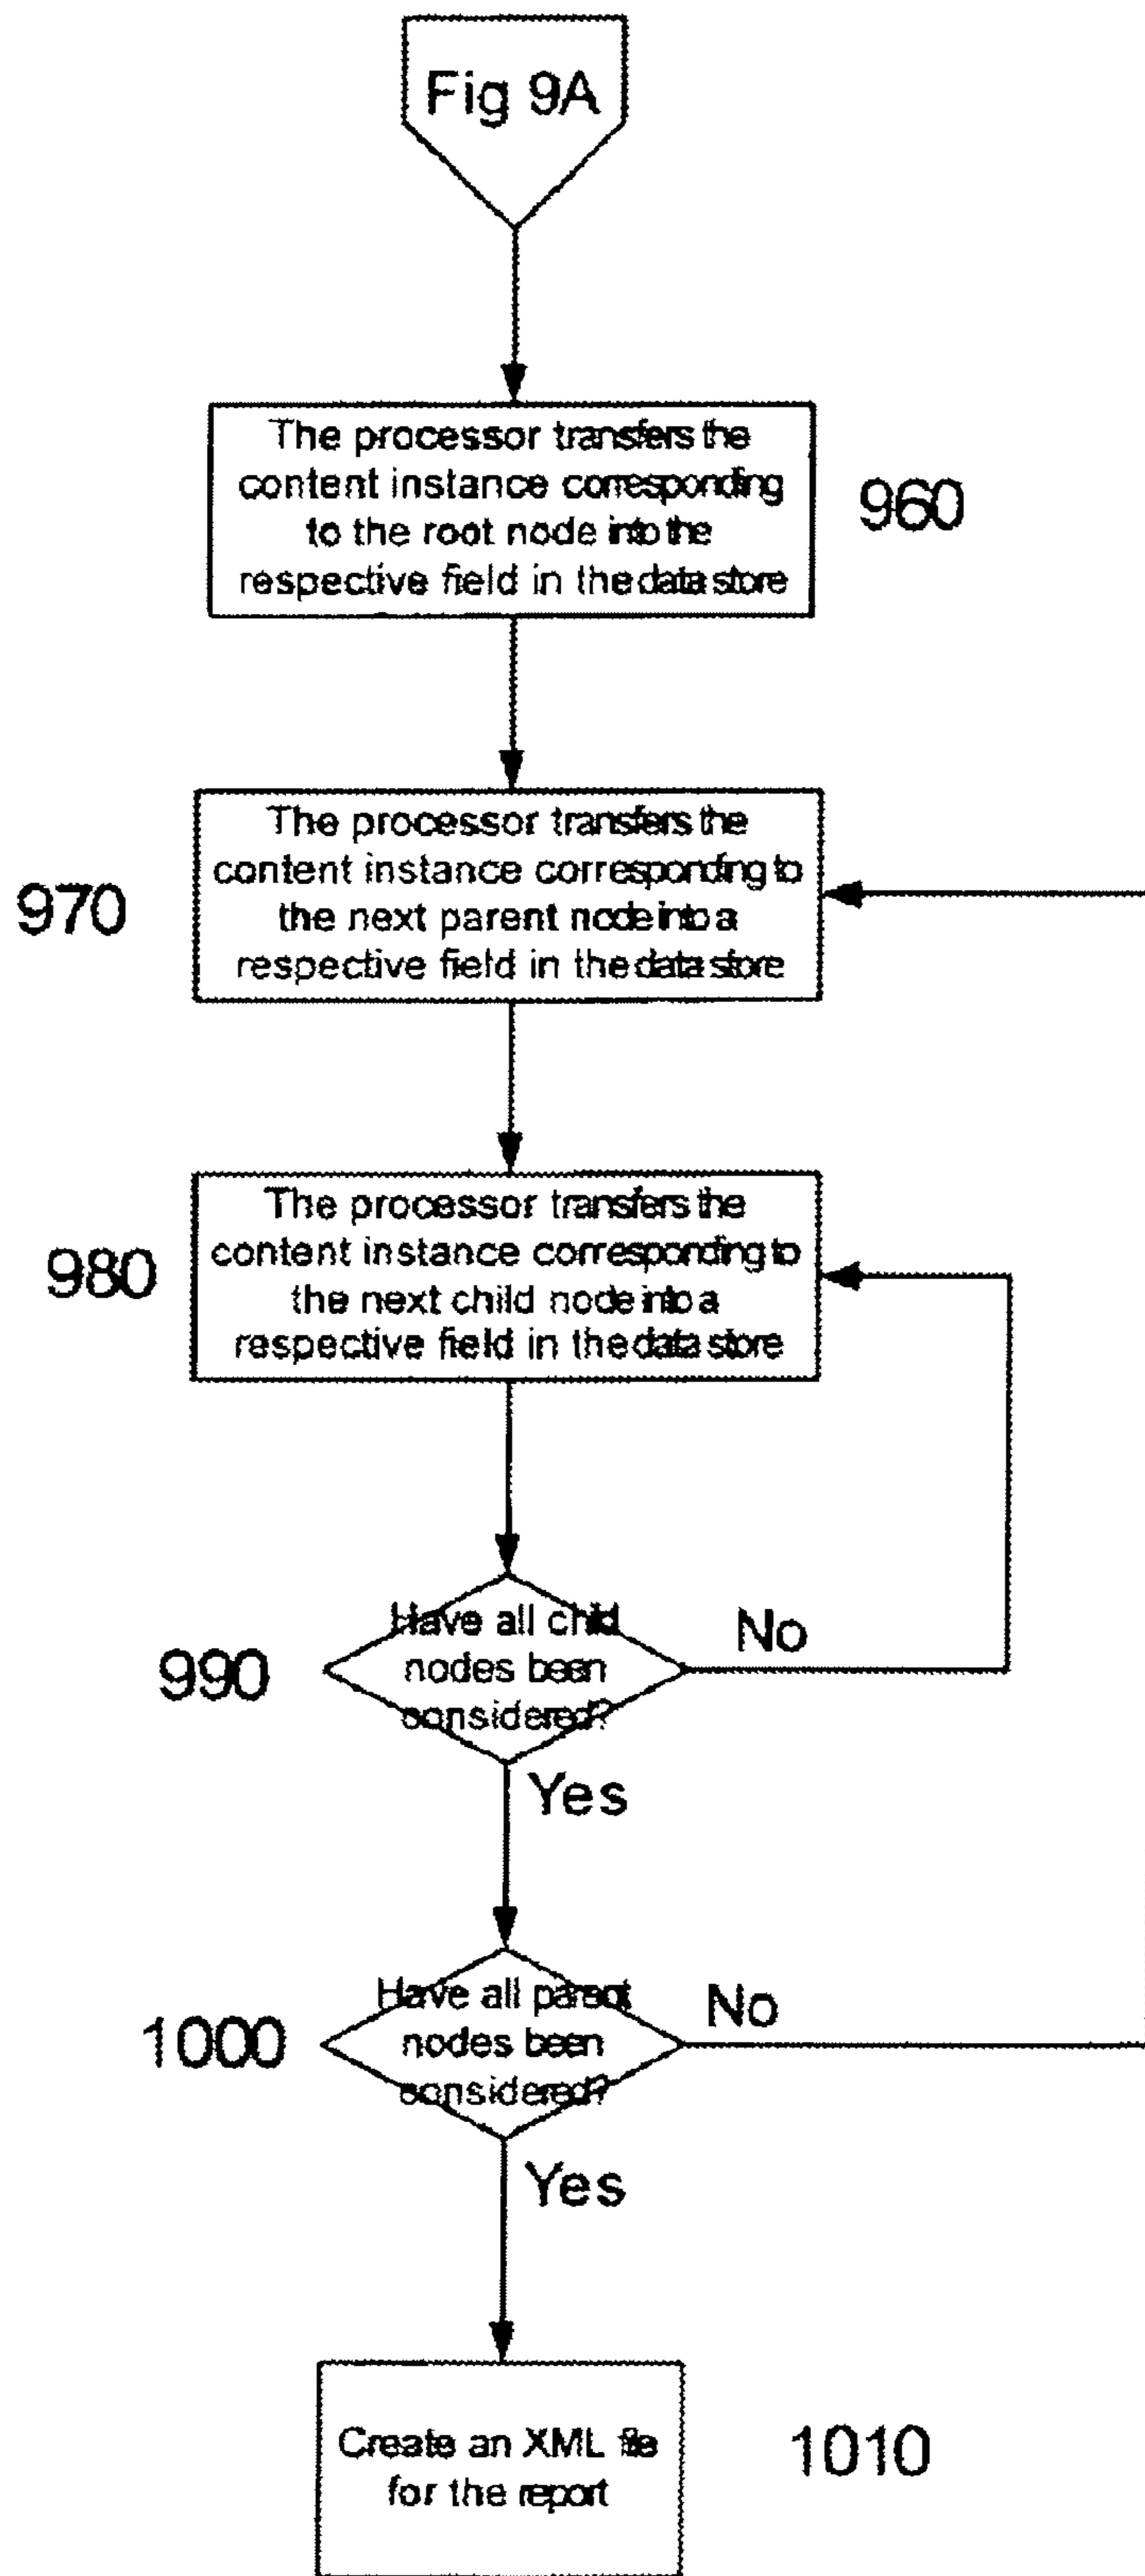 Fig 9A
The processor transfers the
content instance corresponding
to the root node into the
respective field in the data store
960
The processor transfers the
content instance corresponding to
the next parent node into a
respective field in the data store
970
The processor transfers the
content instance corresponding to
the next child node into a
respective field in the data store
980
Have all child
nodes been
considered?
990
No
Yes
Have all parent
nodes been
considered?
1000
No
Yes
Create an XML file
for the report
1010